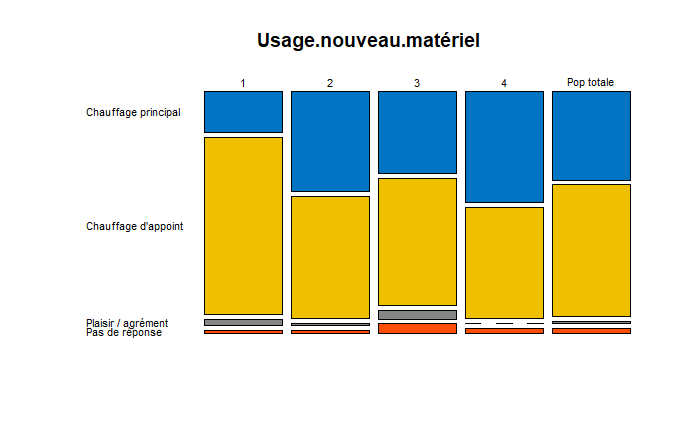 Usage.nouveau.matériel
1 2 3 4 Pop totale
Chauffage principal
Chauffage d'appoint
Plaisir / agrément
Pas de réponse